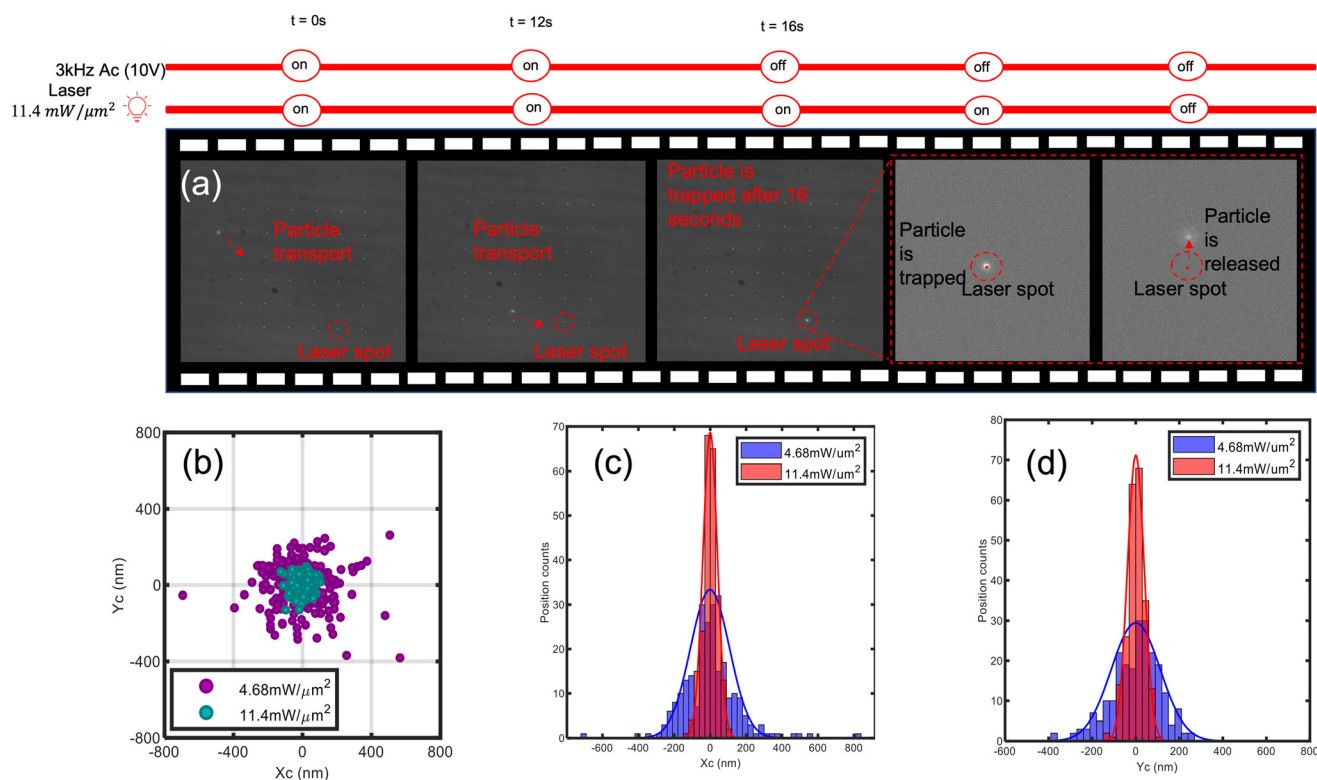 t = 0s
t = 12s
t = 16s
3kHz Ac (10V)
on
on
off
off
off
Laser
11.4 mW/μm²
on
on
on
on
off
(a)
Particle
transport
Laser spot
Particle
transport
Laser spot
Particle is
trapped after 16
seconds
Laser spot
Particle
is
trapped
Laser spot
Particle
is
released
Laser spot
(b)
800
400
0
-400
-800
Yc (nm)
4.68mW/μm²
11.4mW/μm²
-800
-400
0
400
800
Xc (nm)
(c)
70
60
50
40
30
20
10
0
Position counts
4.68mW/um²
11.4mW/um²
-600
-400
-200
0
200
400
600
800
Xc (nm)
(d)
80
70
60
50
40
30
20
10
0
Position counts
4.68mW/um²
11.4mW/um²
-600
-400
-200
0
200
400
600
800
Yc (nm)